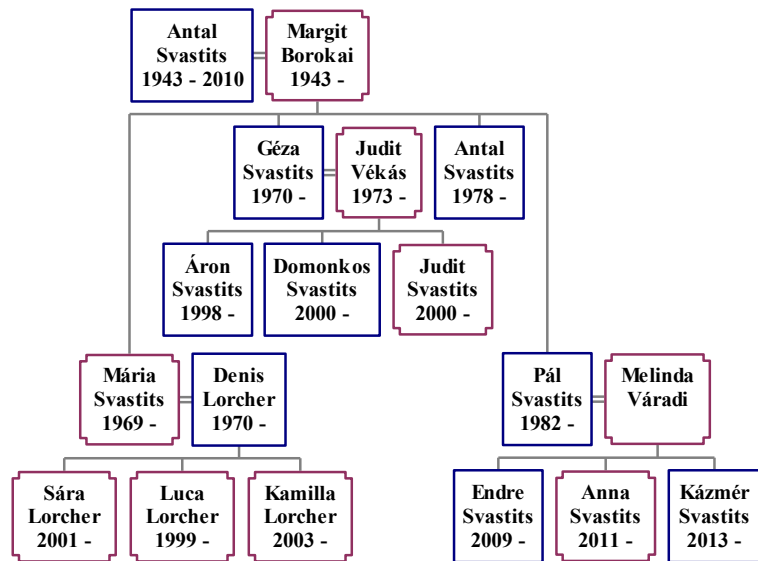 Antal
Svastits
1943 - 2010
Margit
Borokai
1943 -
Géza
Svastits
1970 -
Judit
Vékás
1973 -
Antal
Svastits
1978 -
Áron
Svastits
1998 -
Domonkos
Svastits
2000 -
Judit
Svastits
2000 -
Mária
Svastits
1969 -
Denis
Lorcher
1970 -
Pál
Svastits
1982 -
Melinda
Váradi
Sára
Lorcher
2001 -
Luca
Lorcher
1999 -
Kamilla
Lorcher
2003 -
Endre
Svastits
2009 -
Anna
Svastits
2011 -
Kázmér
Svastits
2013 -